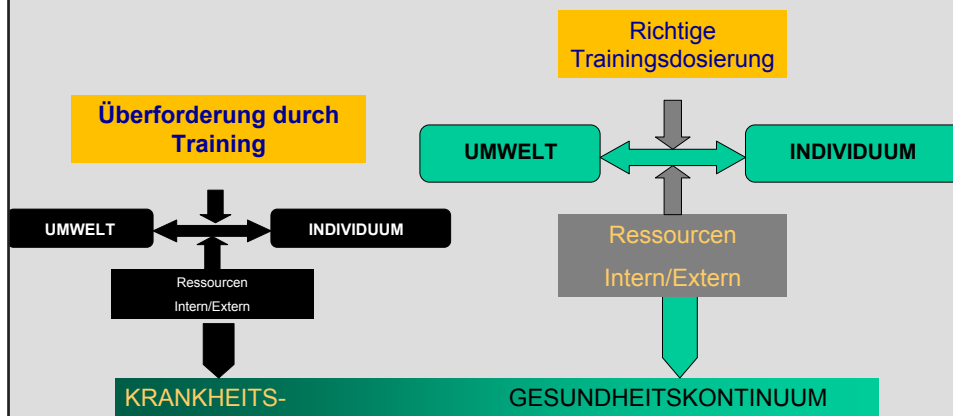 Überforderung durch
Training
UMWELT
INDIVIDUUM
Ressourcen
Intern/Extern
Richtige
Trainingsdosierung
UMWELT
INDIVIDUUM
Ressourcen
Intern/Extern
KRANKHEITS- GESUNDHEITSKONTINUUM